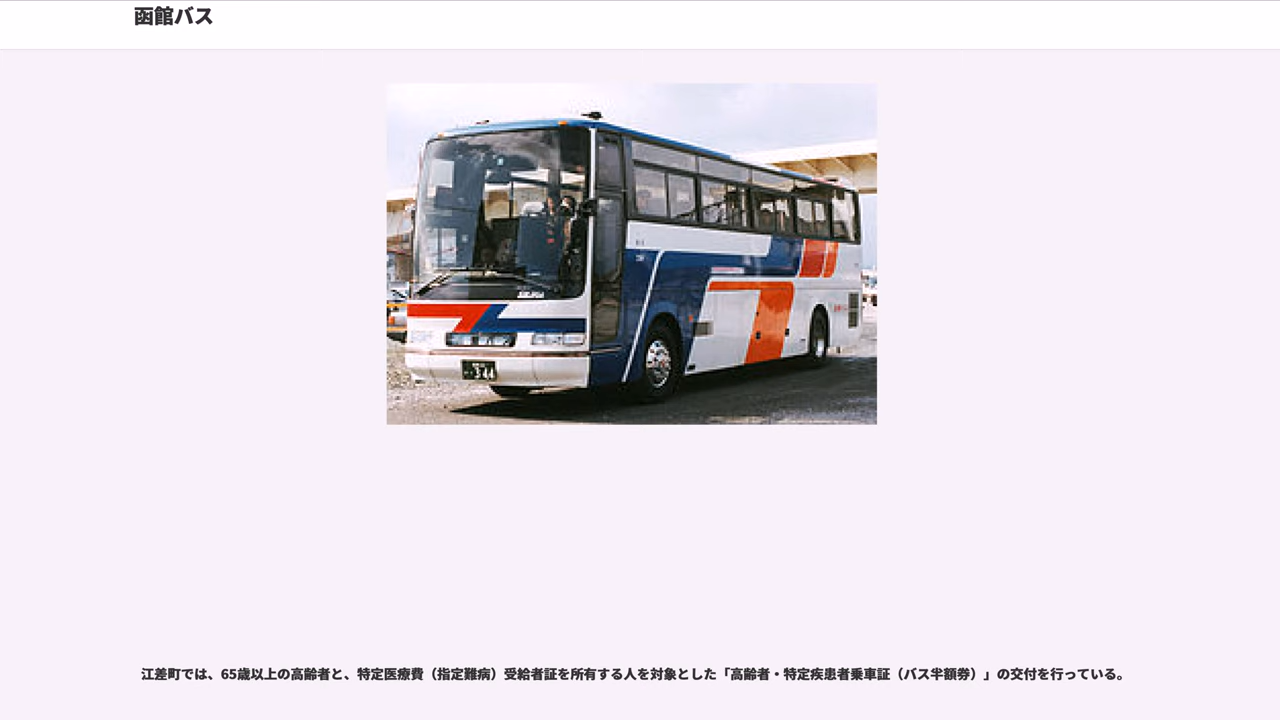 函館バス
344
江差町では、65歳以上の高齢者と、特定医療費（指定難病）受給者証を所有する人を対象とした「高齢者・特定疾患者乗車証（バス半額券）」の交付を行っている。